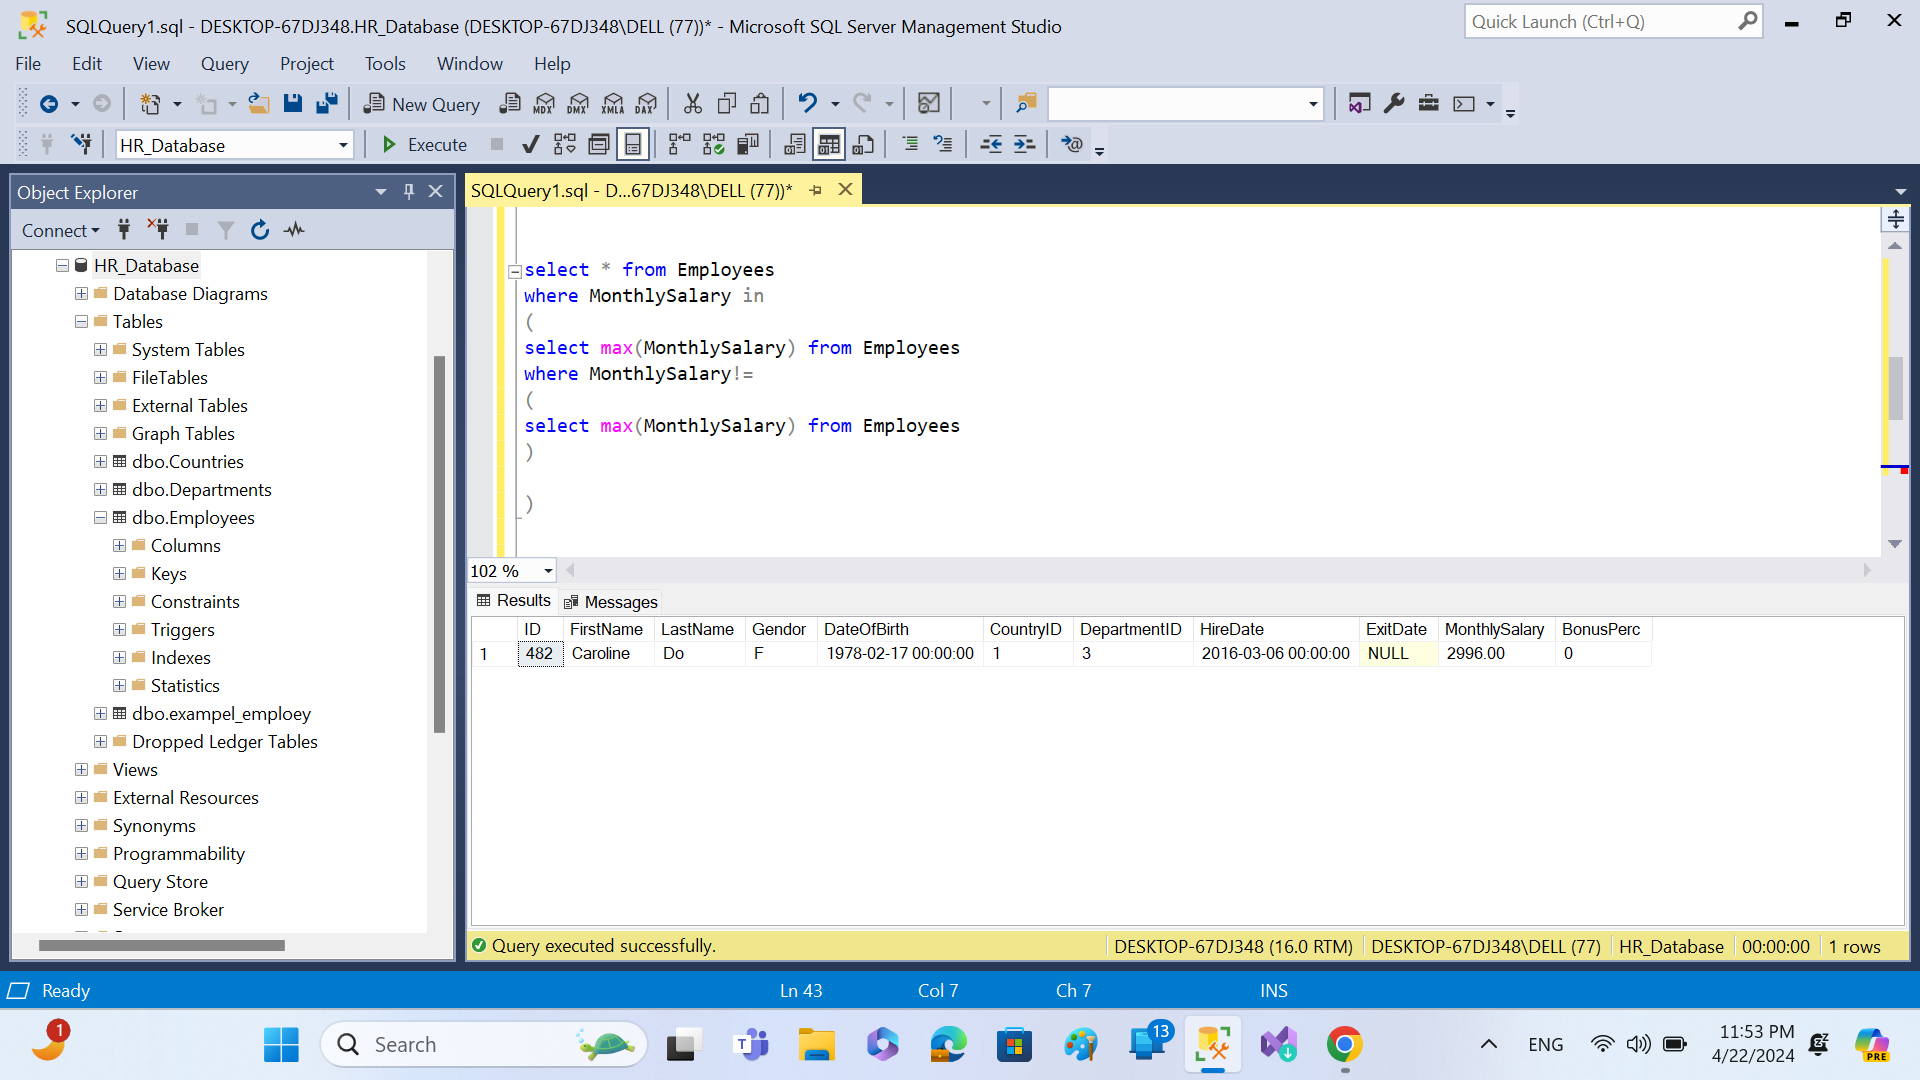 SQLQuery1.sql - DESKTOP-67DJ348.HR_Database (DESKTOP-67DJ348\DELL (77))* - Microsoft SQL Server Management Studio
Quick Launch (Ctrl+Q)
File Edit View Query Project Tools Window Help
New Query MDX DMX XMLA DAX
HR_Database Execute
Object Explorer
Connect
HR_Database
Database Diagrams
Tables
System Tables
FileTables
External Tables
Graph Tables
dbo.Countries
dbo.Departments
dbo.Employees
Columns
Keys
Constraints
Triggers
Indexes
Statistics
dbo.exampel_emploey
Dropped Ledger Tables
Views
External Resources
Synonyms
Programmability
Query Store
Service Broker
SQLQuery1.sql - D...67DJ348\DELL (77))*
select * from Employees
where MonthlySalary in
(
select max(MonthlySalary) from Employees
where MonthlySalary!=
(
select max(MonthlySalary) from Employees
)
)
102 %
Results Messages
ID FirstName LastName Gendor DateOfBirth CountryID DepartmentID HireDate ExitDate MonthlySalary BonusPerc
1 482 Caroline Do F 1978-02-17 00:00:00 1 3 2016-03-06 00:00:00 NULL 2996.00 0
Query executed successfully. DESKTOP-67DJ348 (16.0 RTM) DESKTOP-67DJ348\DELL (77) HR_Database 00:00:00 1 rows
Ready Ln 43 Col 7 Ch 7 INS
1 Search 13 ENG 11:53 PM
4/22/2024
PRE